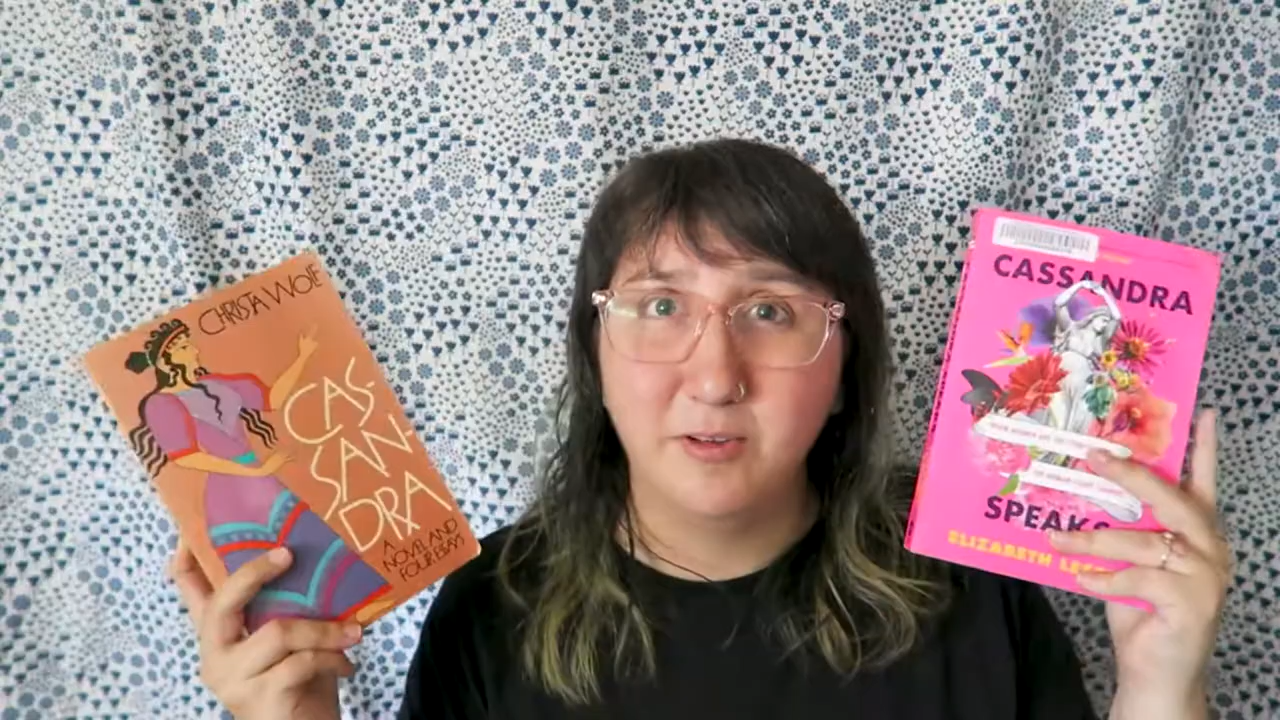 CHRISTA WOLF
CAS-
SAN-
DRA
A
NOVEL AND
FOUR ESSAYS
CASSANDRA
SPEAKS
ELIZABETH